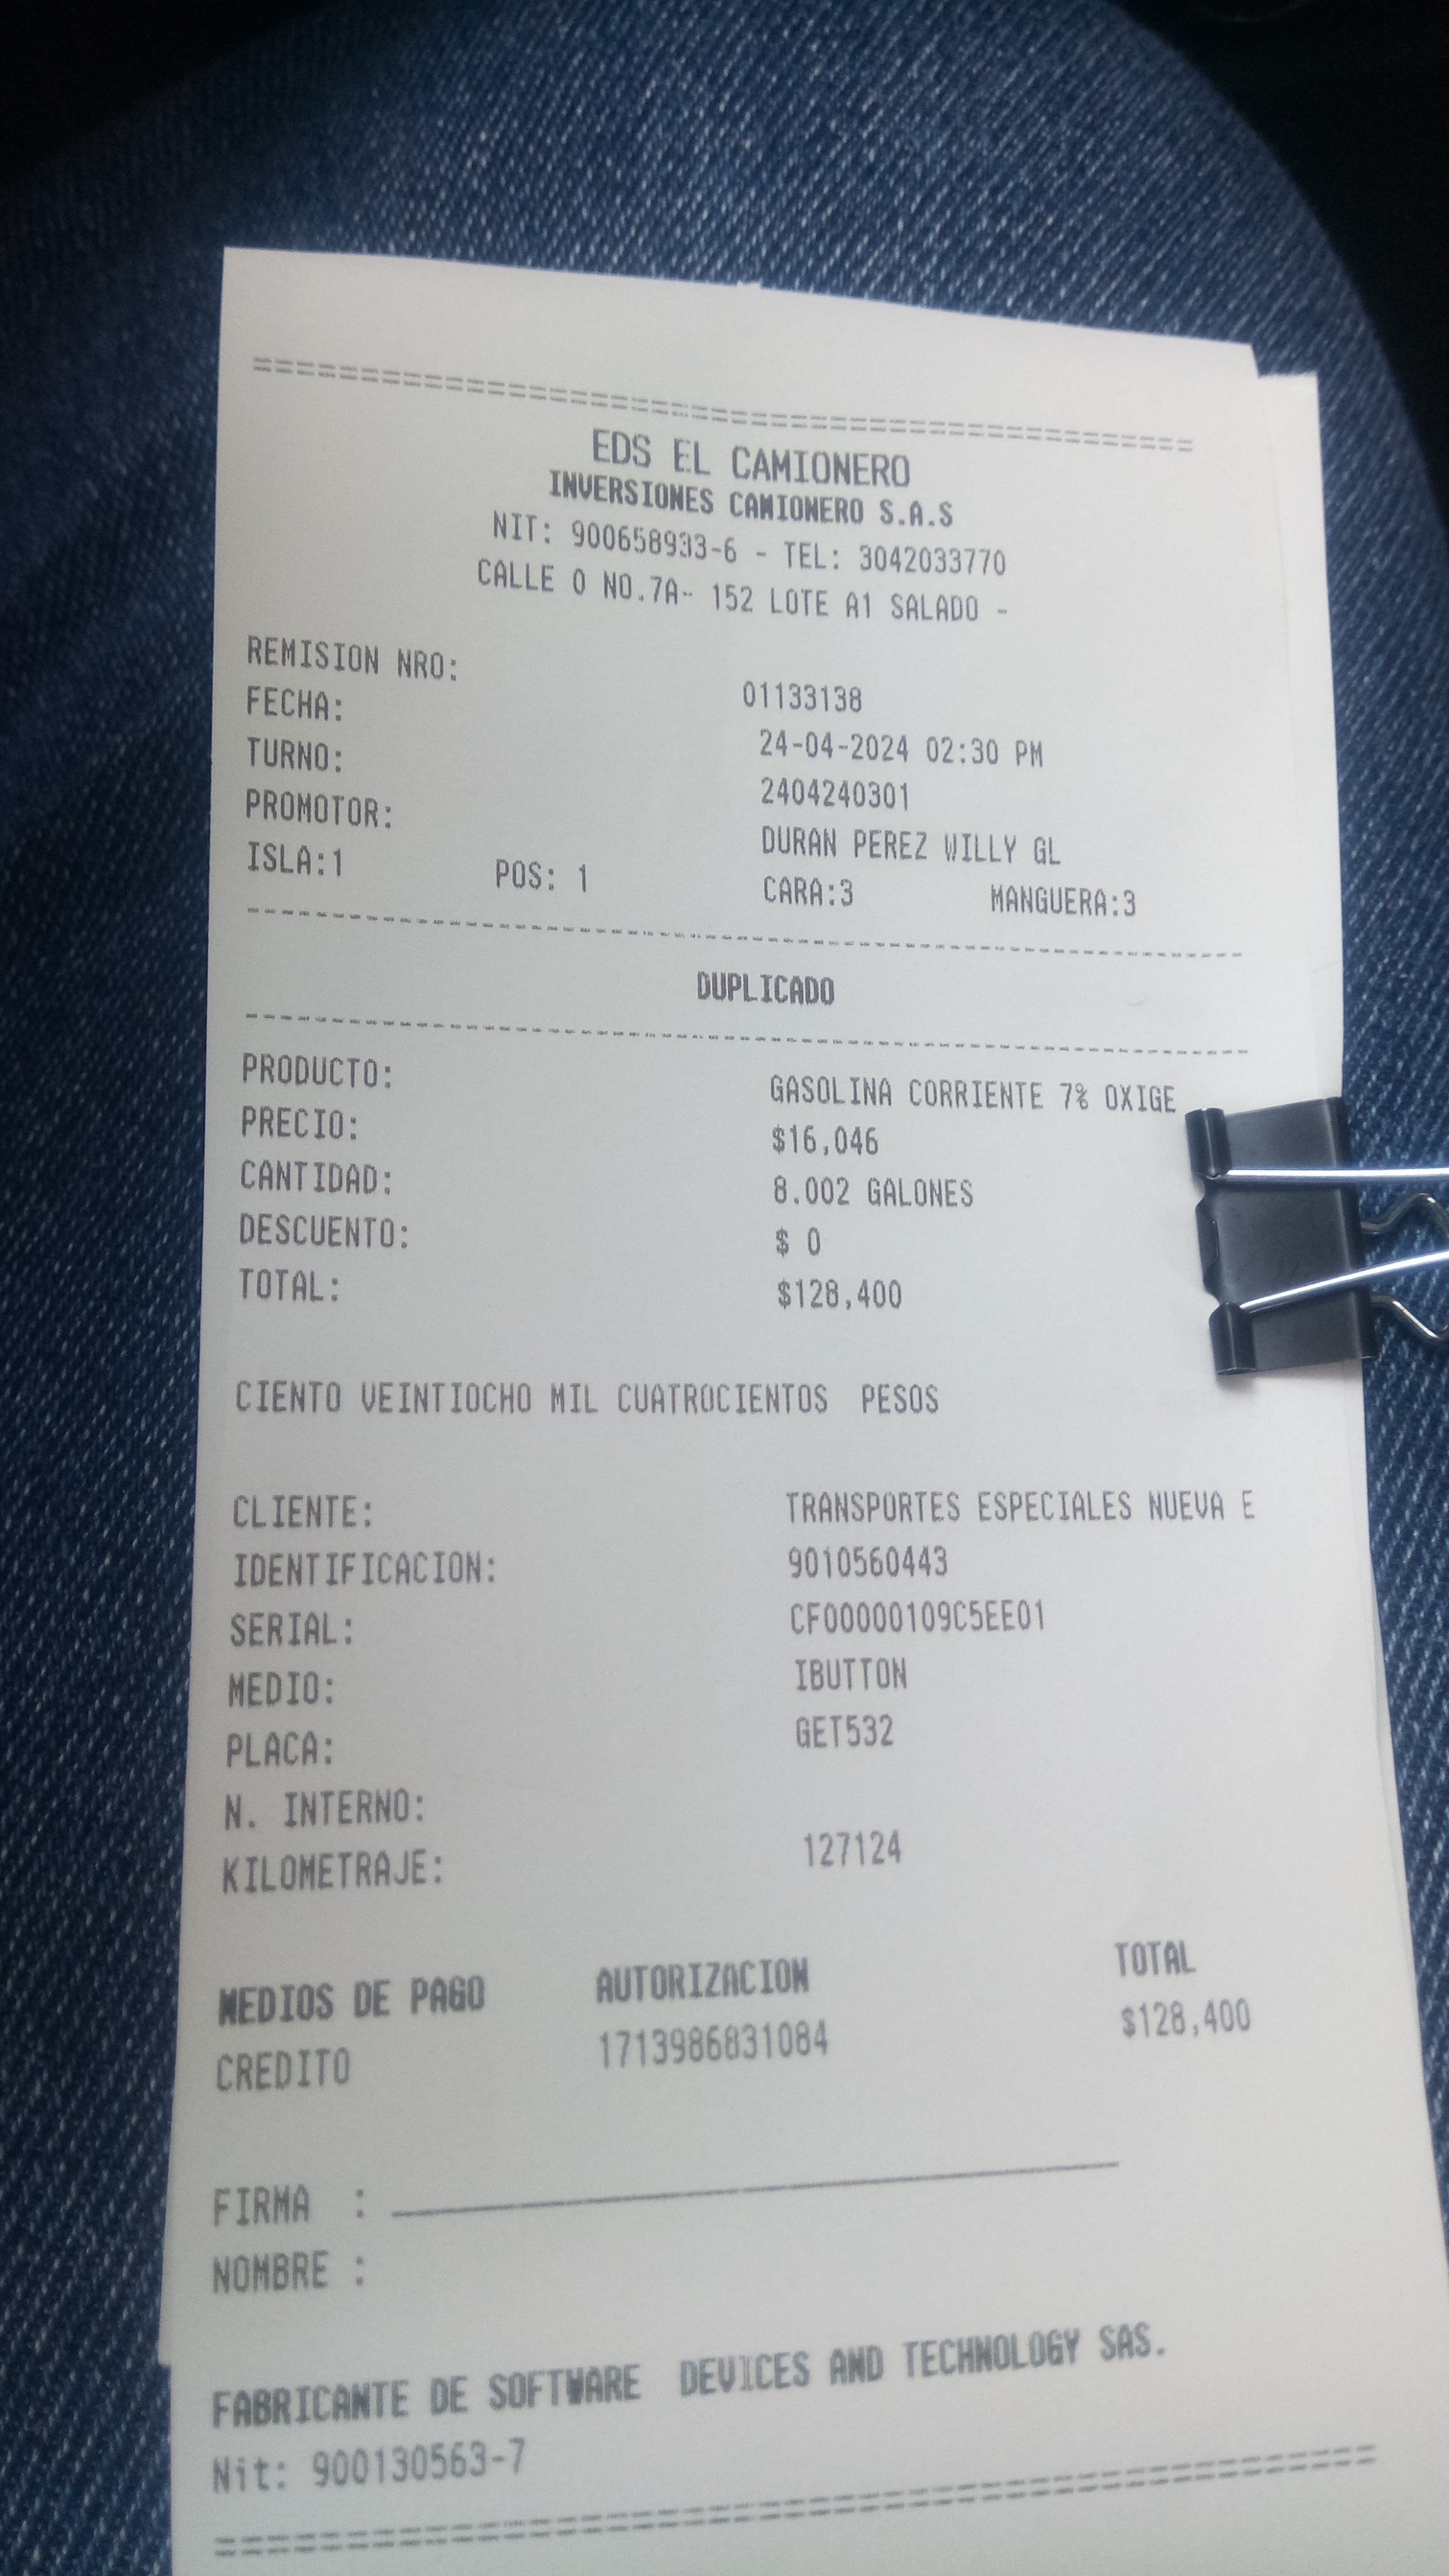 EDS EL CAMIONERO
INVERSIONES CAMIONERO S.A.S
NIT: 900658933-6 - TEL: 3042033770
CALLE 0 NO.7A- 152 LOTE A1 SALADO -
REMISION NRO: 01133138
FECHA: 24-04-2024 02:30 PM
TURNO: 2404240301
PROMOTOR: DURAN PEREZ WILLY GL
ISLA:1 POS: 1 CARA:3 MANGUERA:3
DUPLICADO
PRODUCTO: GASOLINA CORRIENTE 7% OXIGE
PRECIO: $16,046
CANTIDAD: 8.002 GALONES
DESCUENTO: $ 0
TOTAL: $128,400
CIENTO VEINTIOCHO MIL CUATROCIENTOS PESOS
CLIENTE: TRANSPORTES ESPECIALES NUEVA E
IDENTIFICACION: 9010560443
SERIAL: CF00000109C5EE01
MEDIO: IBUTTON
PLACA: GET532
N. INTERNO:
KILOMETRAJE: 127124
MEDIOS DE PAGO AUTORIZACION TOTAL
CREDITO 1713986831084 $128,400
FIRMA :
NOMBRE :
FABRICANTE DE SOFTWARE DEVICES AND TECHNOLOGY SAS.
Nit: 900130563-7